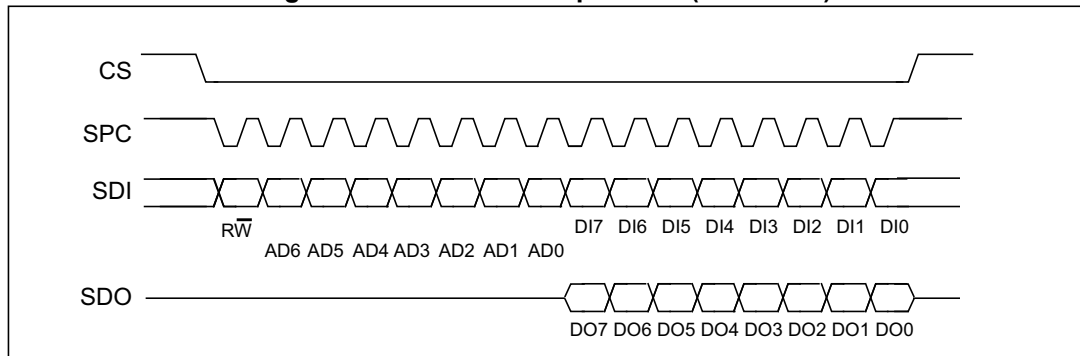 CS
SPC
SDI
RW
DI7 DI6 DI5 DI4 DI3 DI2 DI1 DI0
AD6 AD5 AD4 AD3 AD2 AD1 AD0
SDO
DO7 DO6 DO5 DO4 DO3 DO2 DO1 DO0